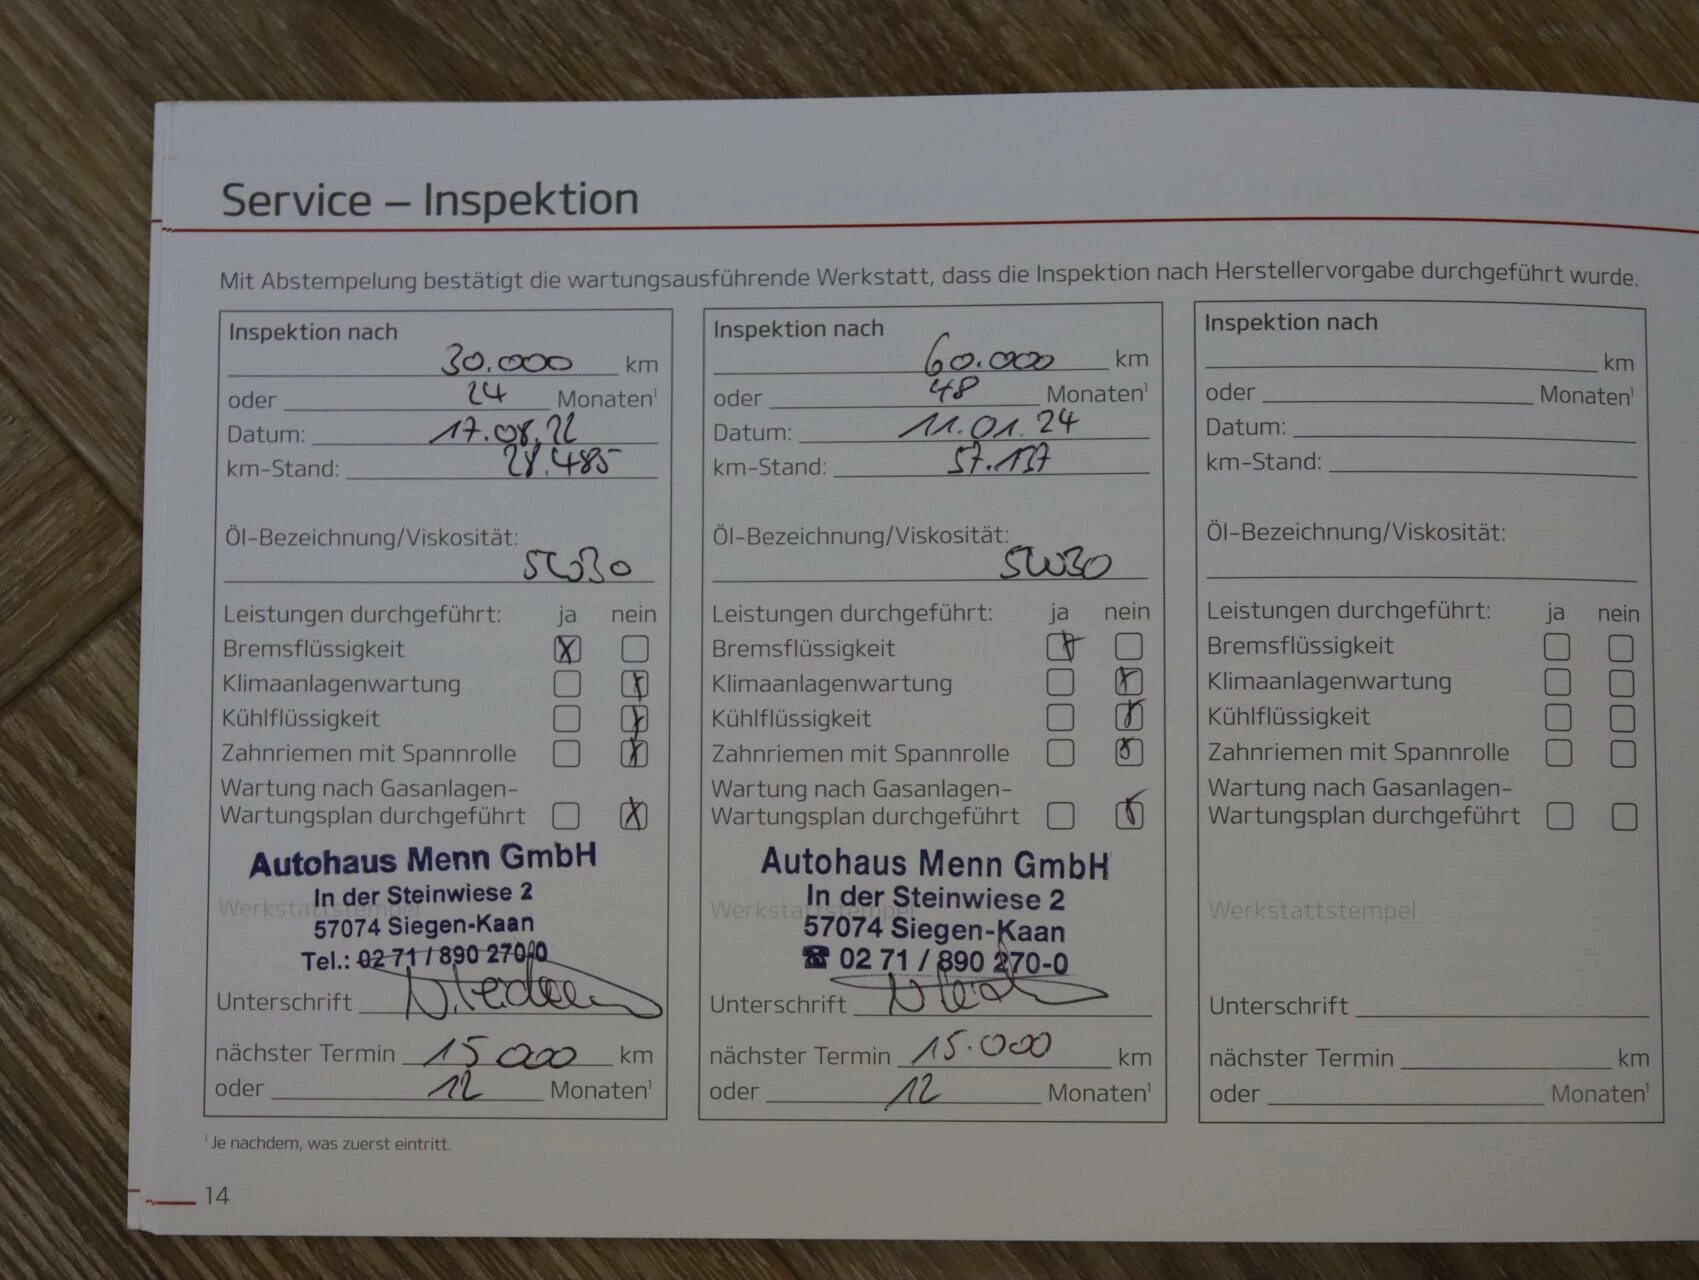 Service – Inspektion
Mit Abstempelung bestätigt die wartungsausführende Werkstatt, dass die Inspektion nach Herstellervorgabe durchgeführt wurde.
Inspektion nach
30.000 km
oder 24 Monaten¹
Datum: 17.08.22
km-Stand: 28.485
Öl-Bezeichnung/Viskosität:
5W30
Leistungen durchgeführt: ja nein
Bremsflüssigkeit
Klimaanlagenwartung
Kühlflüssigkeit
Zahnriemen mit Spannrolle
Wartung nach Gasanlagen-
Wartungsplan durchgeführt
Autohaus Menn GmbH
In der Steinwiese 2
Werkstattstempel
57074 Siegen-Kaan
Tel.: 02 71 / 890 270-0
Unterschrift
nächster Termin 15000 km
oder 12 Monaten¹
Inspektion nach
60.000 km
oder 48 Monaten¹
Datum: 11.01.24
km-Stand: 57.137
Öl-Bezeichnung/Viskosität:
5W30
Leistungen durchgeführt: ja nein
Bremsflüssigkeit
Klimaanlagenwartung
Kühlflüssigkeit
Zahnriemen mit Spannrolle
Wartung nach Gasanlagen-
Wartungsplan durchgeführt
Autohaus Menn GmbH
In der Steinwiese 2
Werkstattstempel
57074 Siegen-Kaan
☎ 02 71 / 890 270-0
Unterschrift
nächster Termin 15.000 km
oder 12 Monaten¹
Inspektion nach
km
oder Monaten¹
Datum:
km-Stand:
Öl-Bezeichnung/Viskosität:
Leistungen durchgeführt: ja nein
Bremsflüssigkeit
Klimaanlagenwartung
Kühlflüssigkeit
Zahnriemen mit Spannrolle
Wartung nach Gasanlagen-
Wartungsplan durchgeführt
Werkstattstempel
Unterschrift
nächster Termin km
oder Monaten¹
¹ Je nachdem, was zuerst eintritt.
14